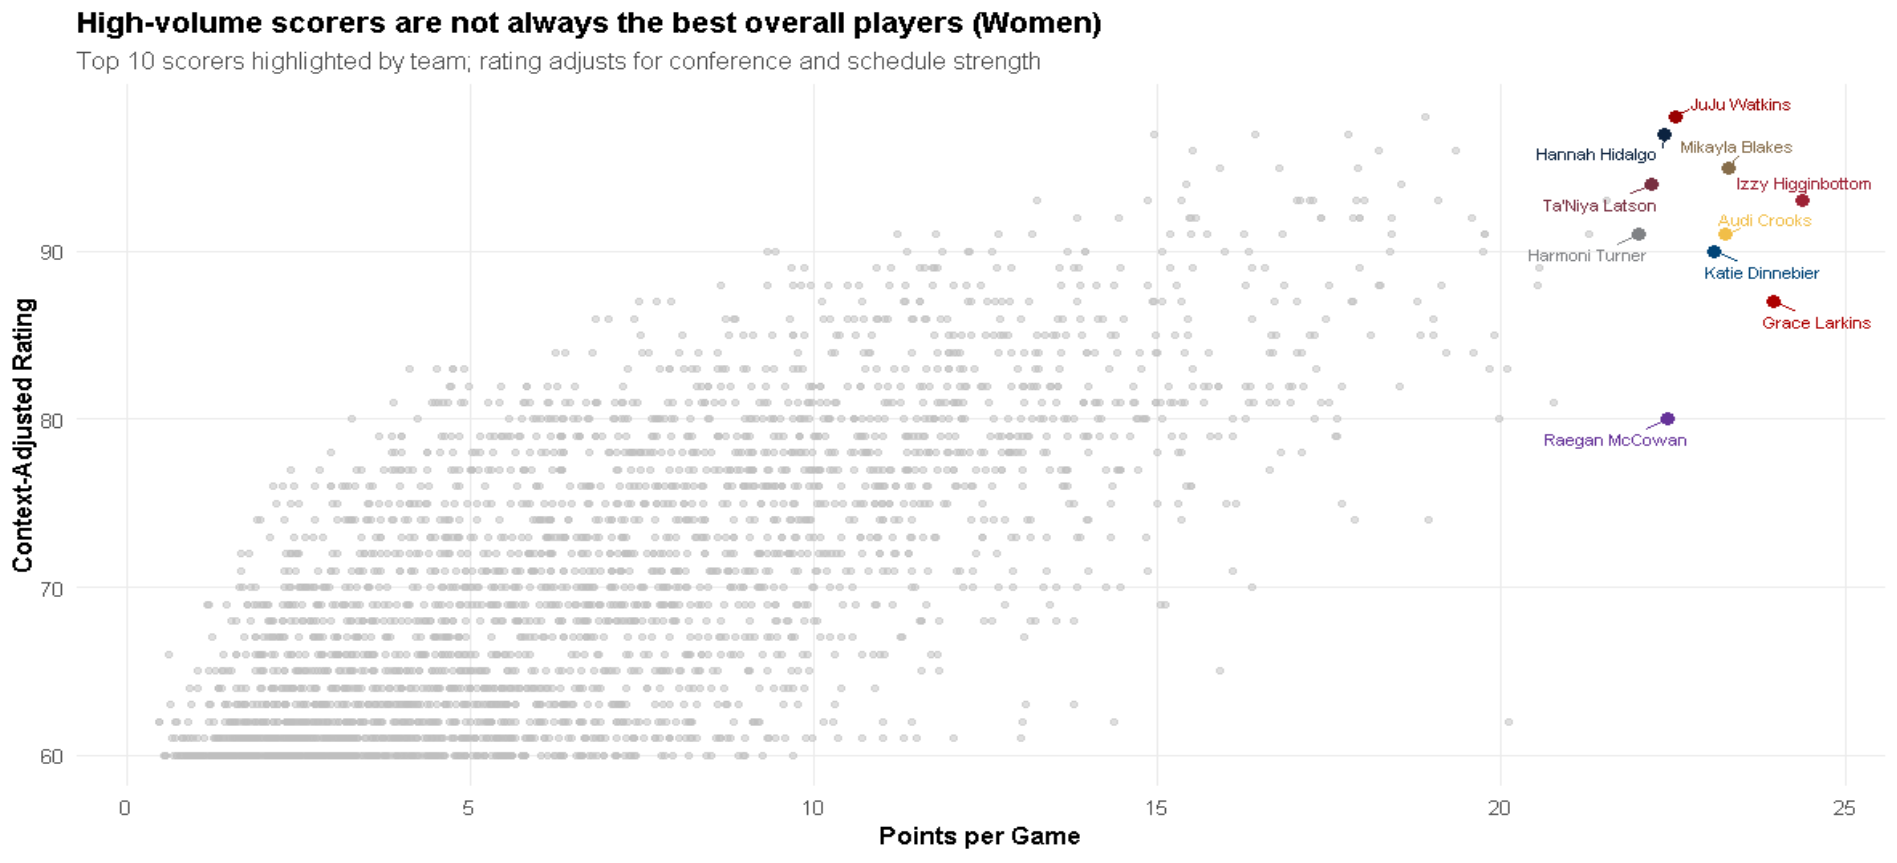 High-volume scorers are not always the best overall players (Women)
Top 10 scorers highlighted by team; rating adjusts for conference and schedule strength
JuJu Watkins
Hannah Hidalgo
Mikayla Blakes
Izzy Higginbottom
Ta'Niya Latson
Audi Crooks
Harmoni Turner
Katie Dinnebier
Grace Larkins
Raegan McCowan
Context-Adjusted Rating
90
80
70
60
0 5 10 15 20 25
Points per Game